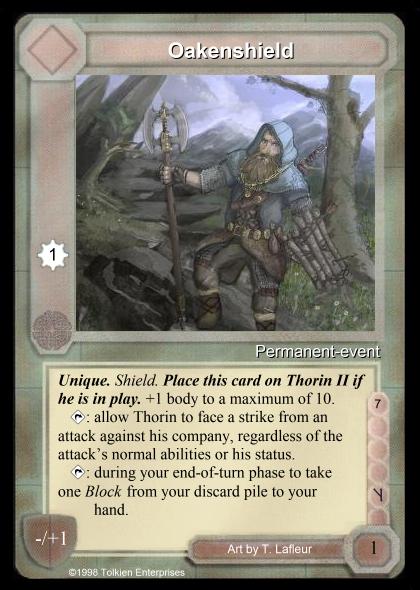 Oakenshield
1
Permanent-event
Unique. Shield. Place this card on Thorin II if
he is in play. +1 body to a maximum of 10.
: allow Thorin to face a strike from an
attack against his company, regardless of the
attack's normal abilities or his status.
: during your end-of-turn phase to take
one Block from your discard pile to your
hand.
7
-/+1
Art by T. Lafleur
1
©1998 Tolkien Enterprises